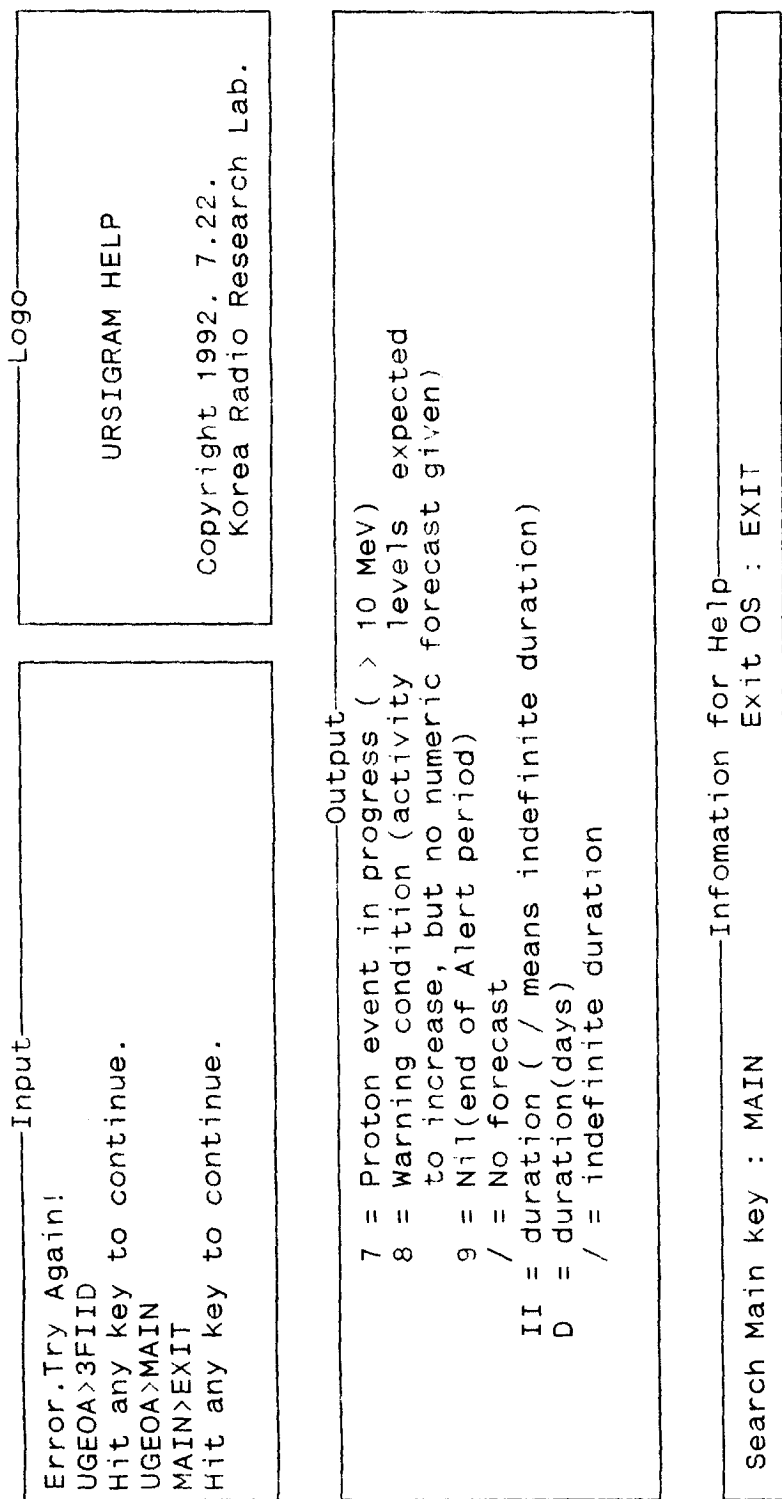 Input
Error.Try Again!
UGEOA>3FIID
Hit any key to continue.
UGEOA>MAIN
MAIN>EXIT
Hit any key to continue.
Logo
URSIGRAM HELP
Copyright 1992. 7.22.
Korea Radio Research Lab.
Output
7 = Proton event in progress ( > 10 MeV)
8 = Warning condition (activity levels expected
to increase, but no numeric forecast given)
9 = Nil(end of Alert period)
/ = No forecast
II = duration ( / means indefinite duration)
D = duration(days)
/ = indefinite duration
Infomation for Help
Search Main key : MAIN Exit OS : EXIT